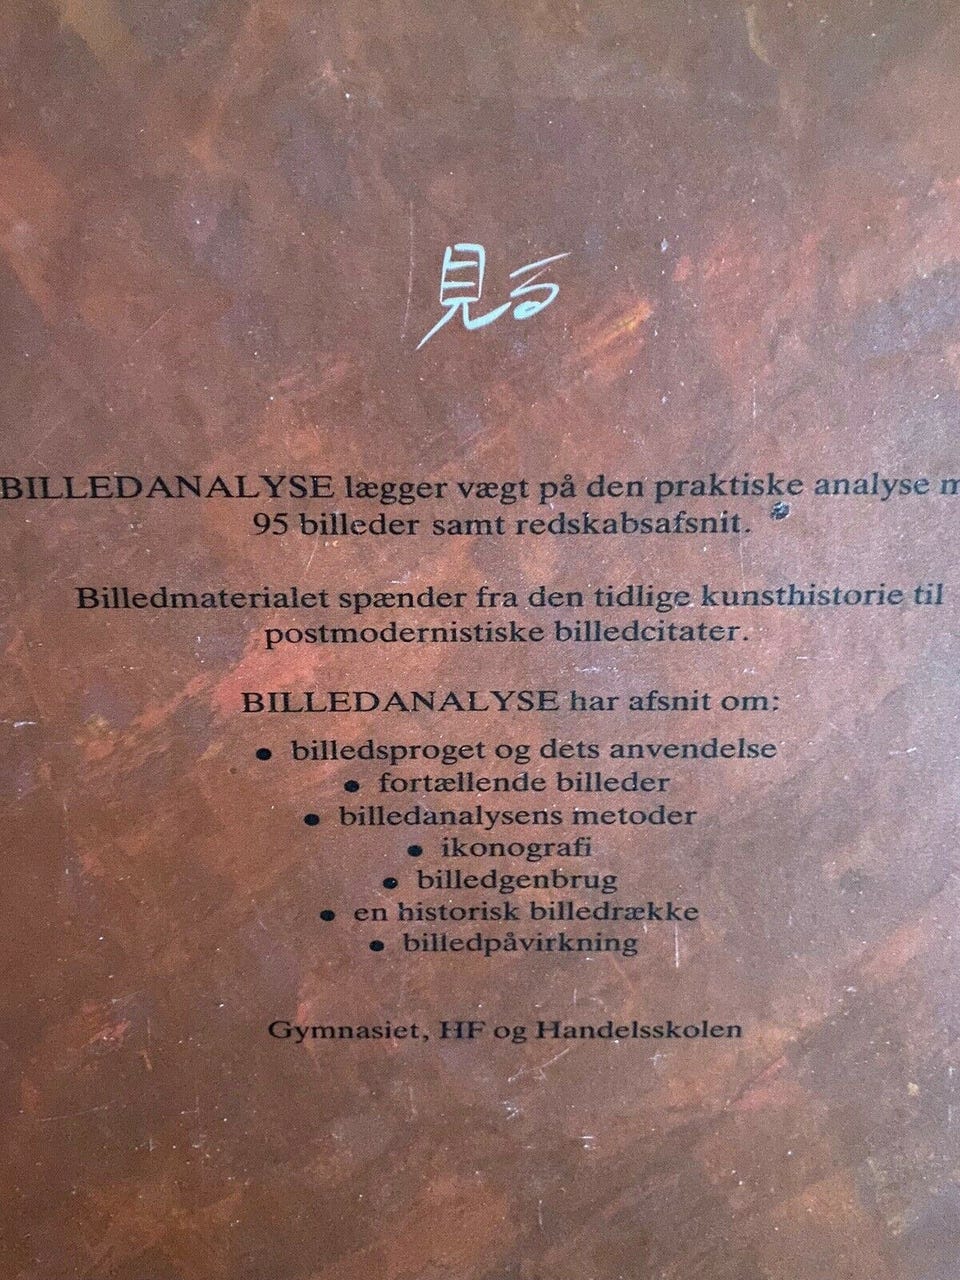 見る
BILLEDANALYSE lægger vægt på den praktiske analyse
95 billeder samt redskabsafsnit.
Billedmaterialet spænder fra den tidlige kunsthistorie til
postmodernistiske billedcitater.
BILLEDANALYSE har afsnit om:
• billedsproget og dets anvendelse
• fortællende billeder
• billedanalysens metoder
• ikonografi
• billedgenbrug
• en historisk billedrække
• billedpåvirkning
Gymnasiet, HF og Handelsskolen